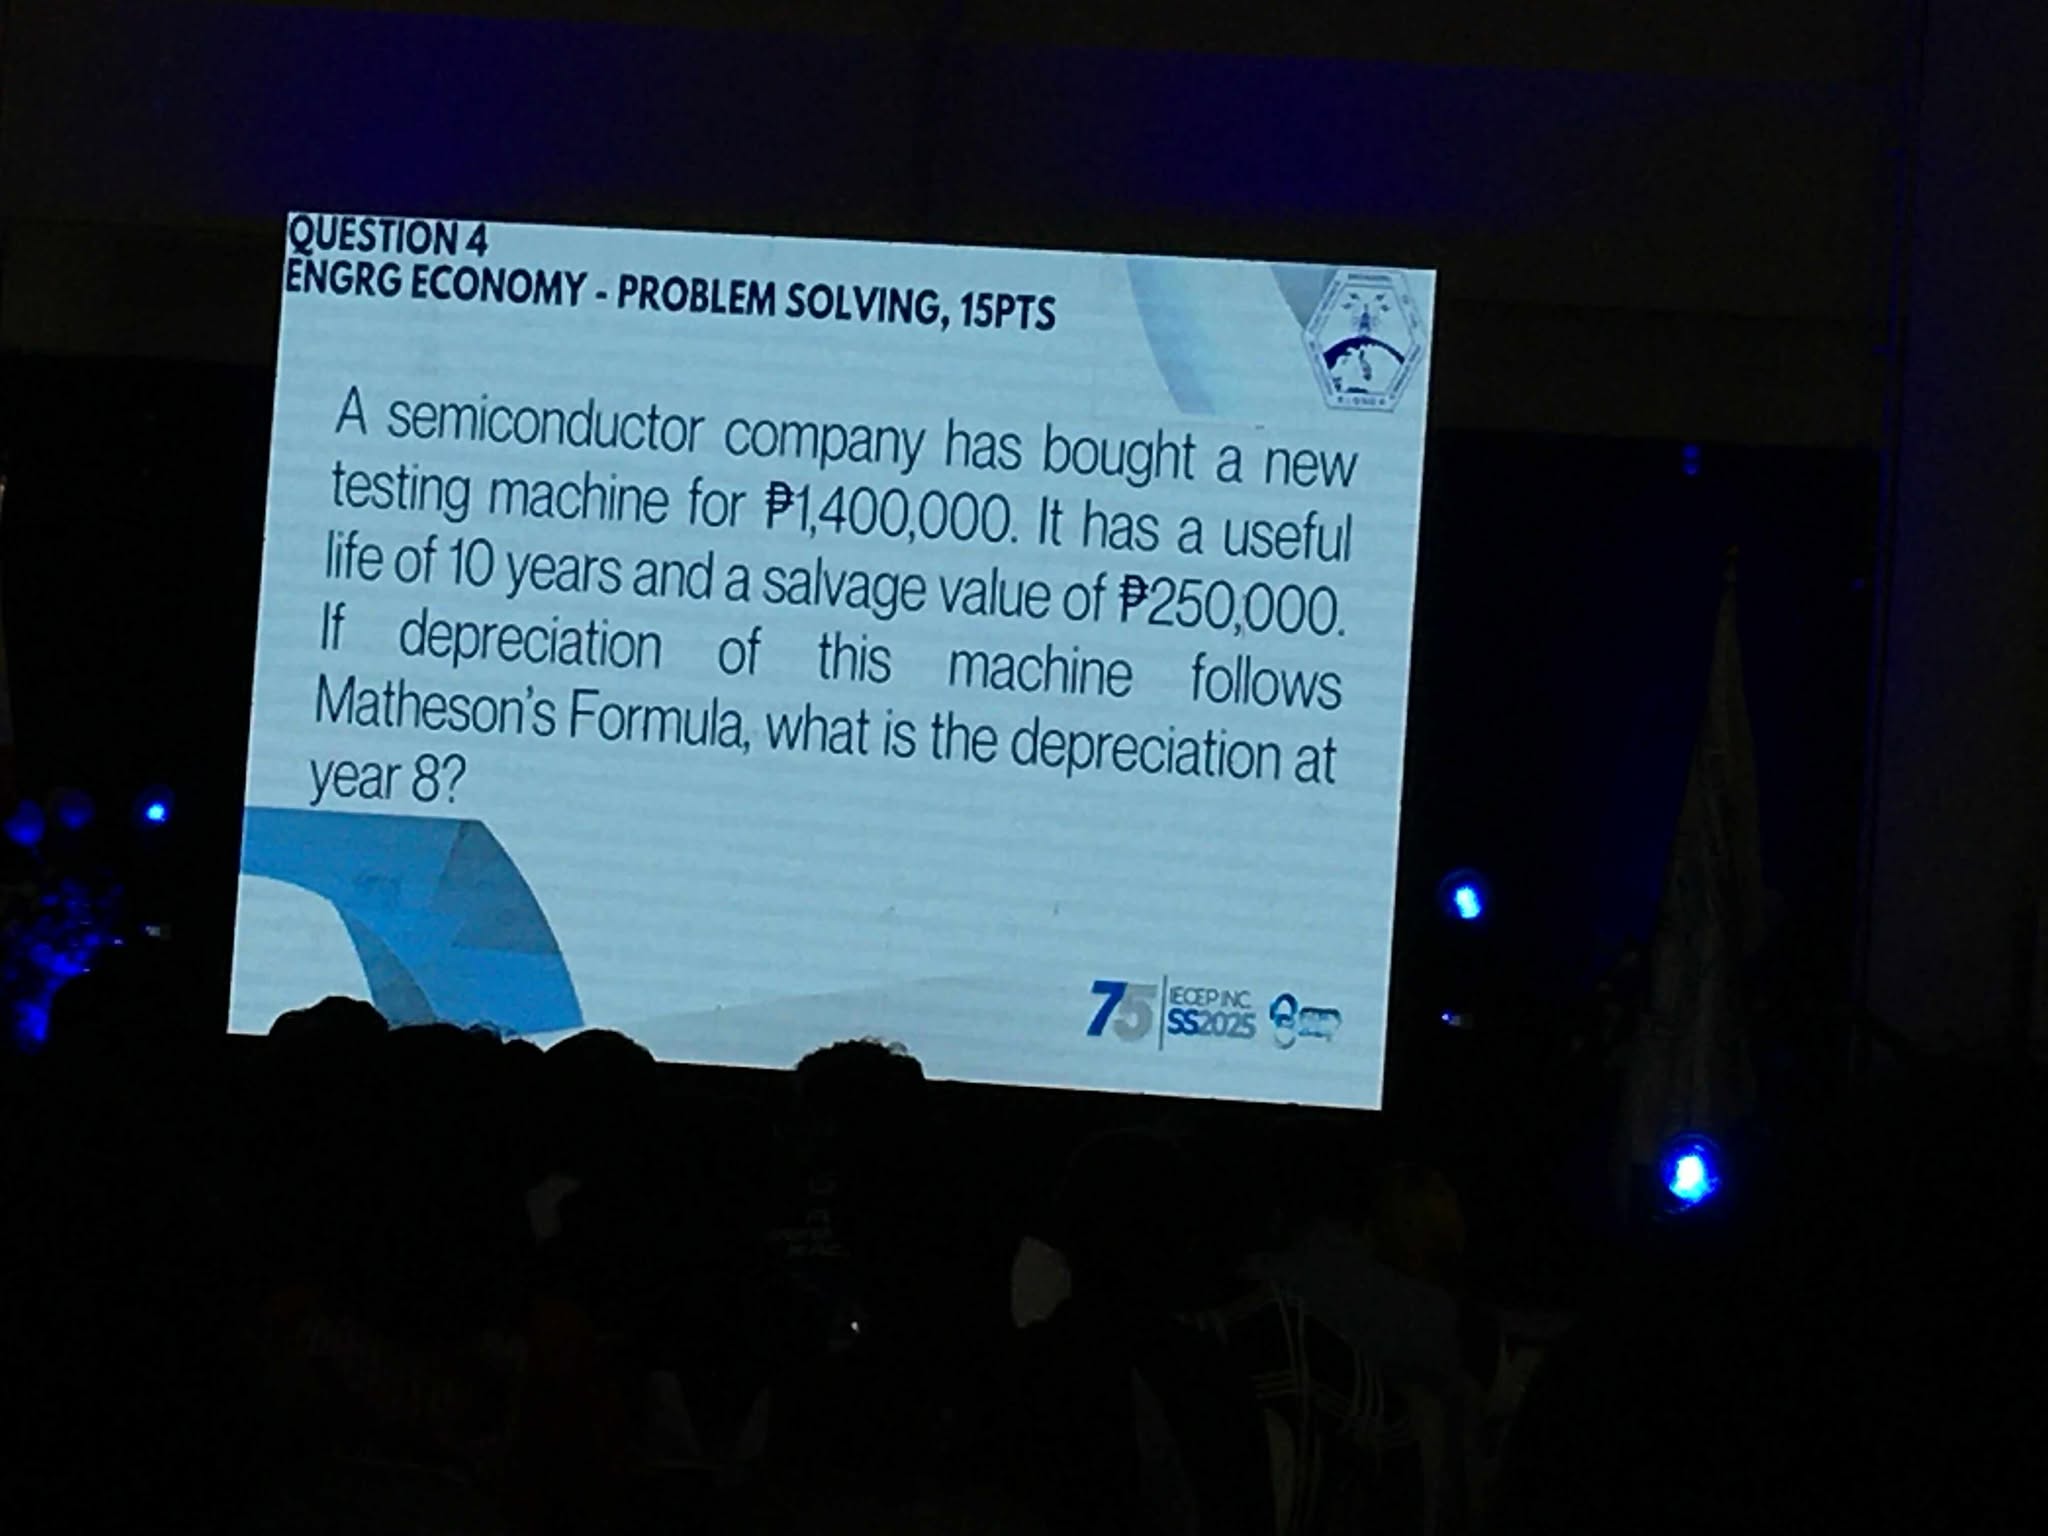 QUESTION 4
ENGRG ECONOMY - PROBLEM SOLVING, 15PTS
A semiconductor company has bought a new
testing machine for ₱1,400,000. It has a useful
life of 10 years and a salvage value of ₱250,000.
If depreciation of this machine follows
Matheson's Formula, what is the depreciation at
year 8?
75
IECEP INC.
SS2025